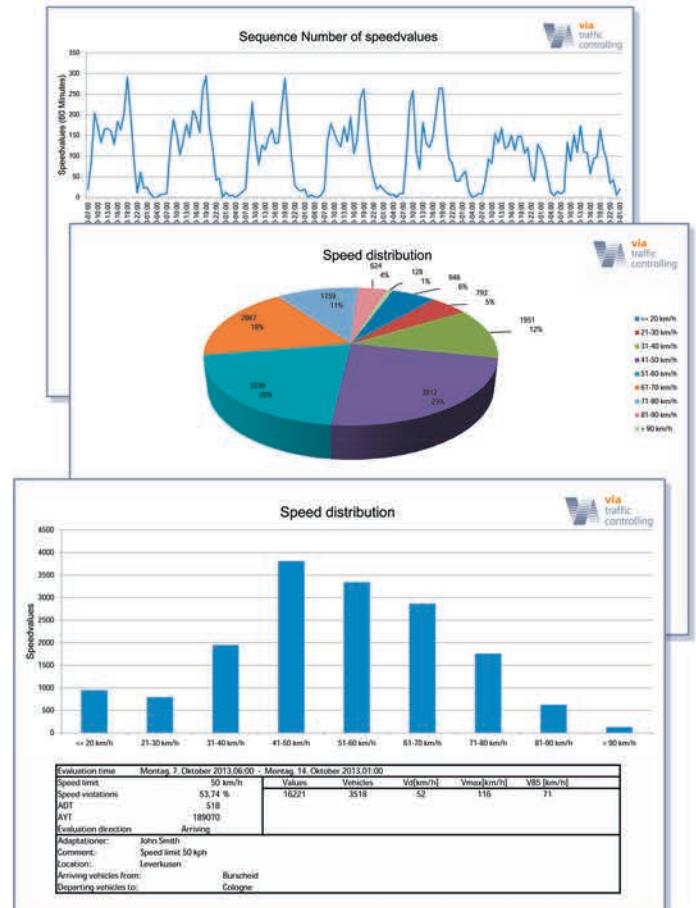 Sequence Number of speedvalues
via
traffic
controlling
Speedvalues (60 Minutes)
350
300
250
200
150
100
50
0
Speed distribution
via
traffic
controlling
624
4%
128
1%
946
6%
792
5%
1951
12%
3812
23%
3339
20%
2867
18%
1759
11%
<= 20 km/h
21-30 km/h
31-40 km/h
41-50 km/h
51-60 km/h
61-70 km/h
71-80 km/h
81-90 km/h
> 90 km/h
Speed distribution
via
traffic
controlling
Speedvalues
4500
4000
3500
3000
2500
2000
1500
1000
500
0
<= 20 km/h 21-30 km/h 31-40 km/h 41-50 km/h 51-60 km/h 61-70 km/h 71-80 km/h 81-90 km/h > 90 km/h
Evaluation time Montag, 7. Oktober 2013,06:00 - Montag, 14. Oktober 2013,01:00
Speed limit 50 km/h Values Vehicles Vd[km/h] Vmax[km/h] V85 [km/h]
Speed violations 53,74 % 16221 3518 52 116 71
ADT 518
AYT 189070
Evaluation direction Arriving
Adaptationer: John Smith
Comment: Speed limit 50 kph
Location: Leverkusen
Arriving vehicles from: Burscheid
Departing vehicles to: Cologne